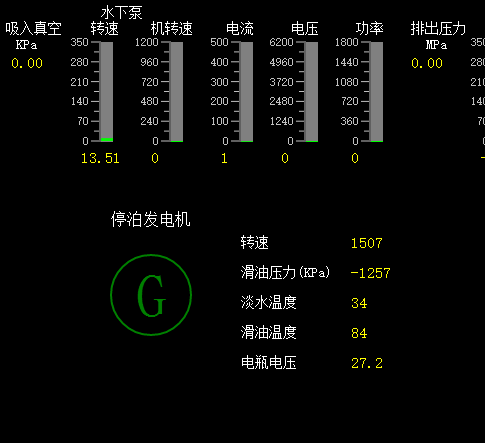 水下泵
吸入真空 转速 机转速 电流 电压 功率 排出压力
KPa MPa
350 1200 500 6200 1800 350
0.00 280 960 400 4960 1440 0.00 280
210 720 300 3720 1080 210
140 480 200 2480 720 140
70 240 100 1240 360 70
0 0 0 0 0 0
13.51 0 1 0 0 -
停泊发电机
G
转速 1507
滑油压力(KPa) -1257
淡水温度 34
滑油温度 84
电瓶电压 27.2